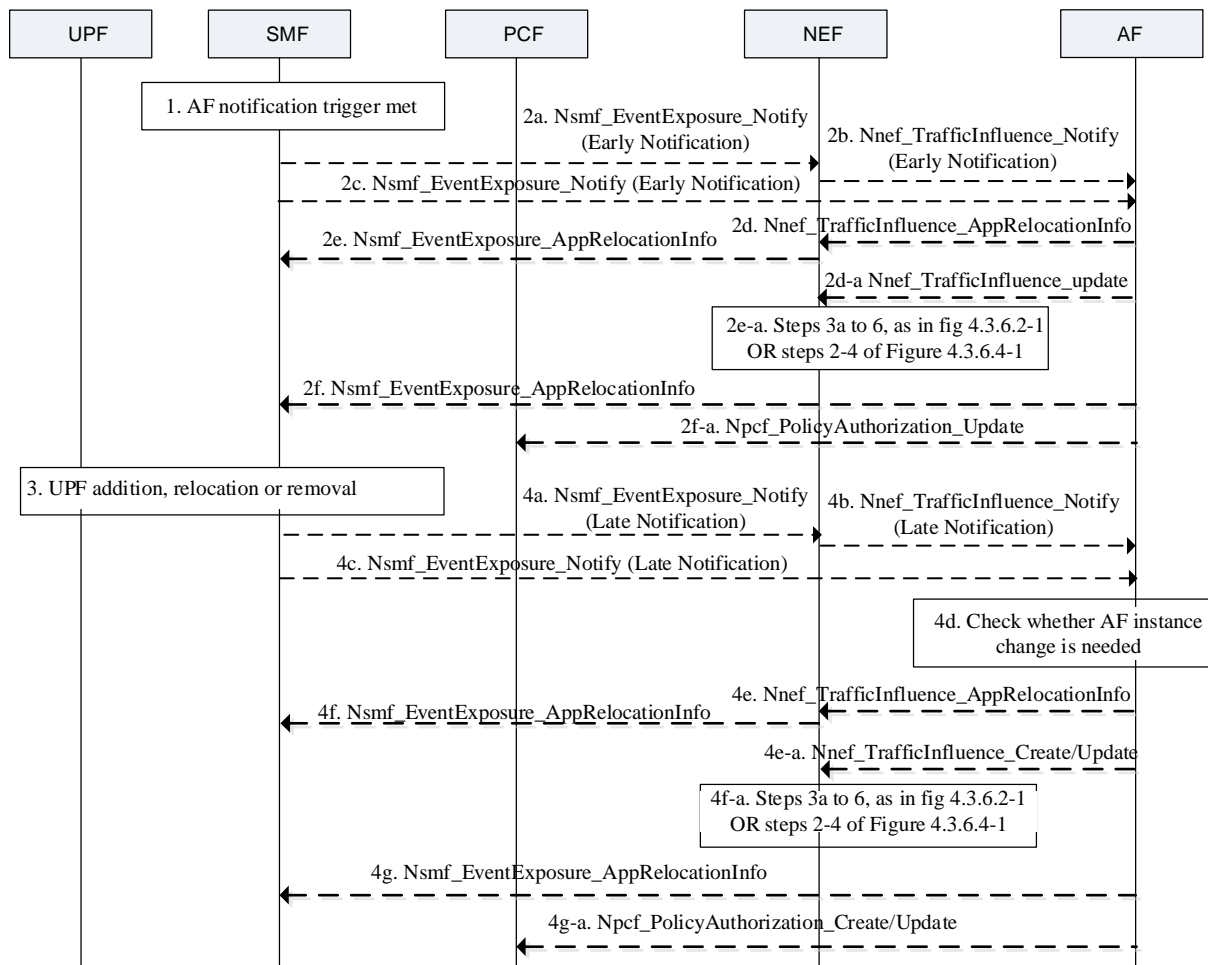 UPF
SMF
PCF
NEF
AF
1. AF notification trigger met
2a. Nsmf_EventExposure_Notify
(Early Notification)
2b. Nnef_TrafficInfluence_Notify
(Early Notification)
2c. Nsmf_EventExposure_Notify (Early Notification)
2d. Nnef_TrafficInfluence_AppRelocationInfo
2e. Nsmf_EventExposure_AppRelocationInfo
2d-a Nnef_TrafficInfluence_update
2e-a. Steps 3a to 6, as in fig 4.3.6.2-1
OR steps 2-4 of Figure 4.3.6.4-1
2f. Nsmf_EventExposure_AppRelocationInfo
2f-a. Npcf_PolicyAuthorization_Update
3. UPF addition, relocation or removal
4a. Nsmf_EventExposure_Notify
(Late Notification)
4b. Nnef_TrafficInfluence_Notify
(Late Notification)
4c. Nsmf_EventExposure_Notify (Late Notification)
4d. Check whether AF instance
change is needed
4e. Nnef_TrafficInfluence_AppRelocationInfo
4f. Nsmf_EventExposure_AppRelocationInfo
4e-a. Nnef_TrafficInfluence_Create/Update
4f-a. Steps 3a to 6, as in fig 4.3.6.2-1
OR steps 2-4 of Figure 4.3.6.4-1
4g. Nsmf_EventExposure_AppRelocationInfo
4g-a. Npcf_PolicyAuthorization_Create/Update